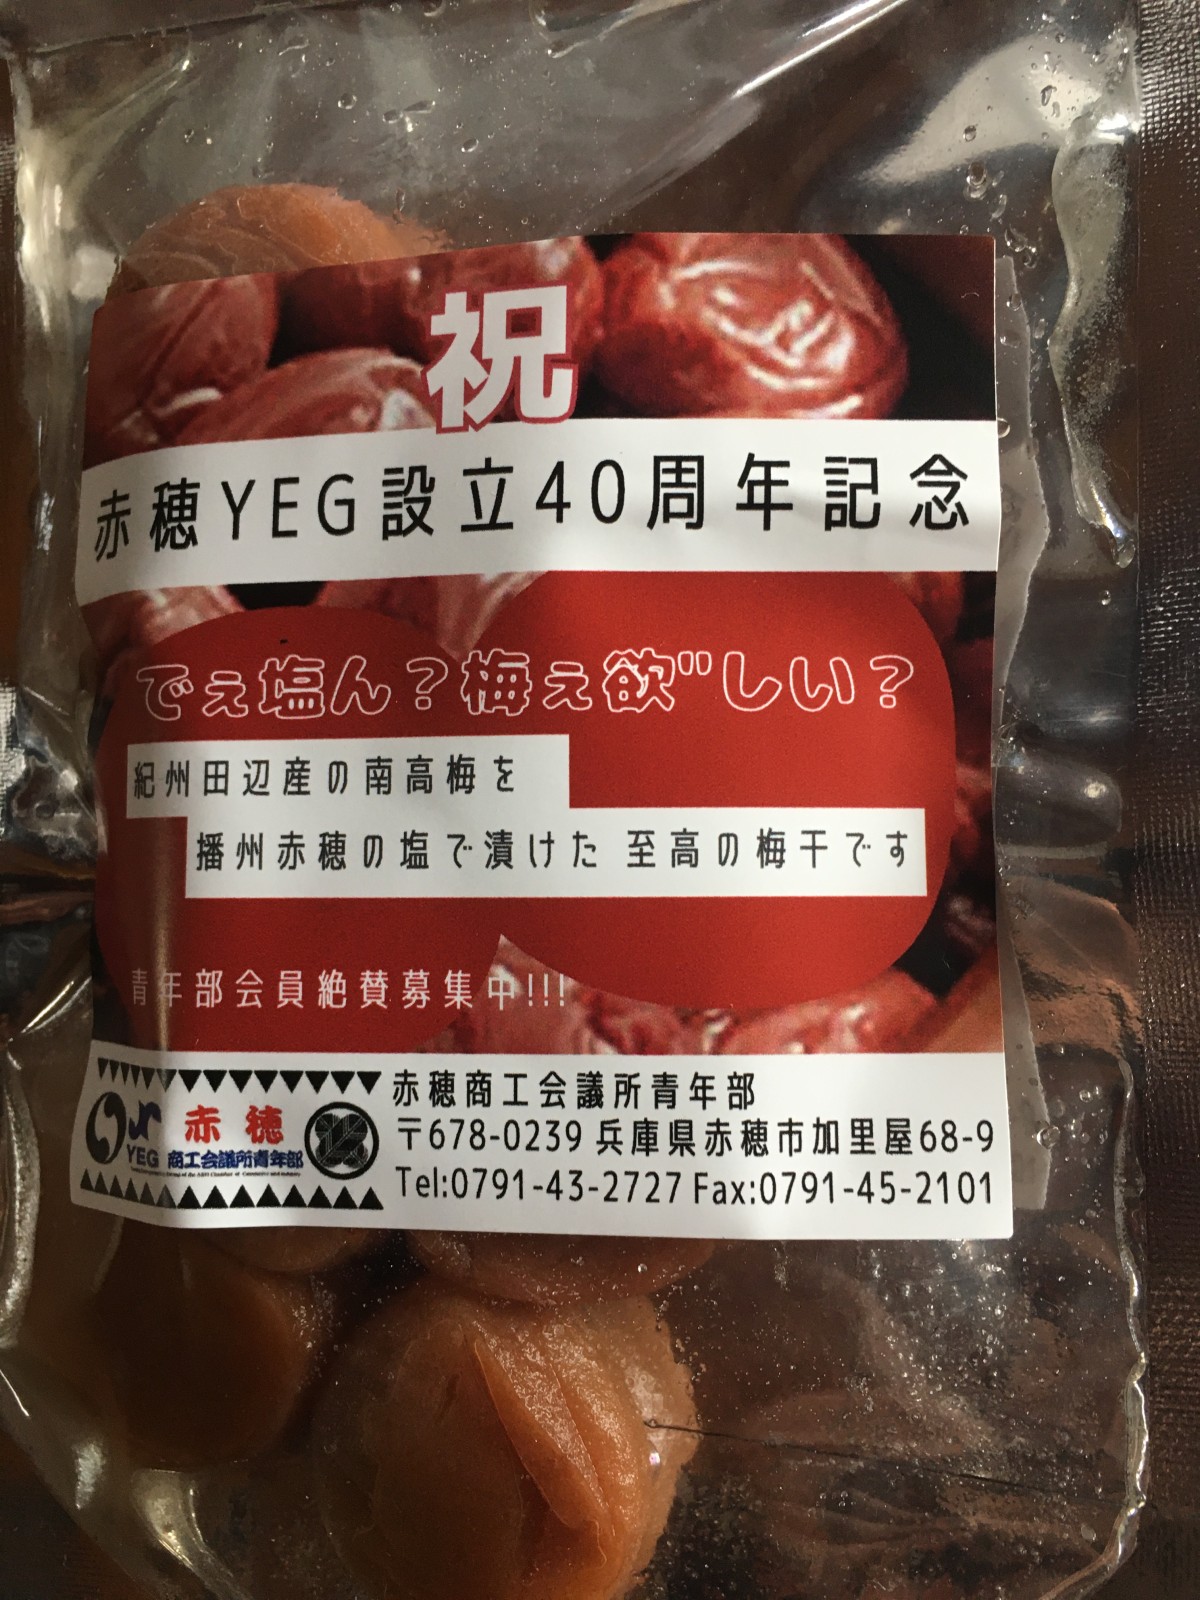 祝
赤穂YEG設立40周年記念
でぇ塩ん？梅ぇ欲"しい？
紀州田辺産の南高梅を
播州赤穂の塩で漬けた 至高の梅干です
青年部会員絶賛募集中!!!
YEG
赤穂
商工会議所青年部
赤穂商工会議所青年部
〒678-0239 兵庫県赤穂市加里屋68-9
Tel:0791-43-2727 Fax:0791-45-2101